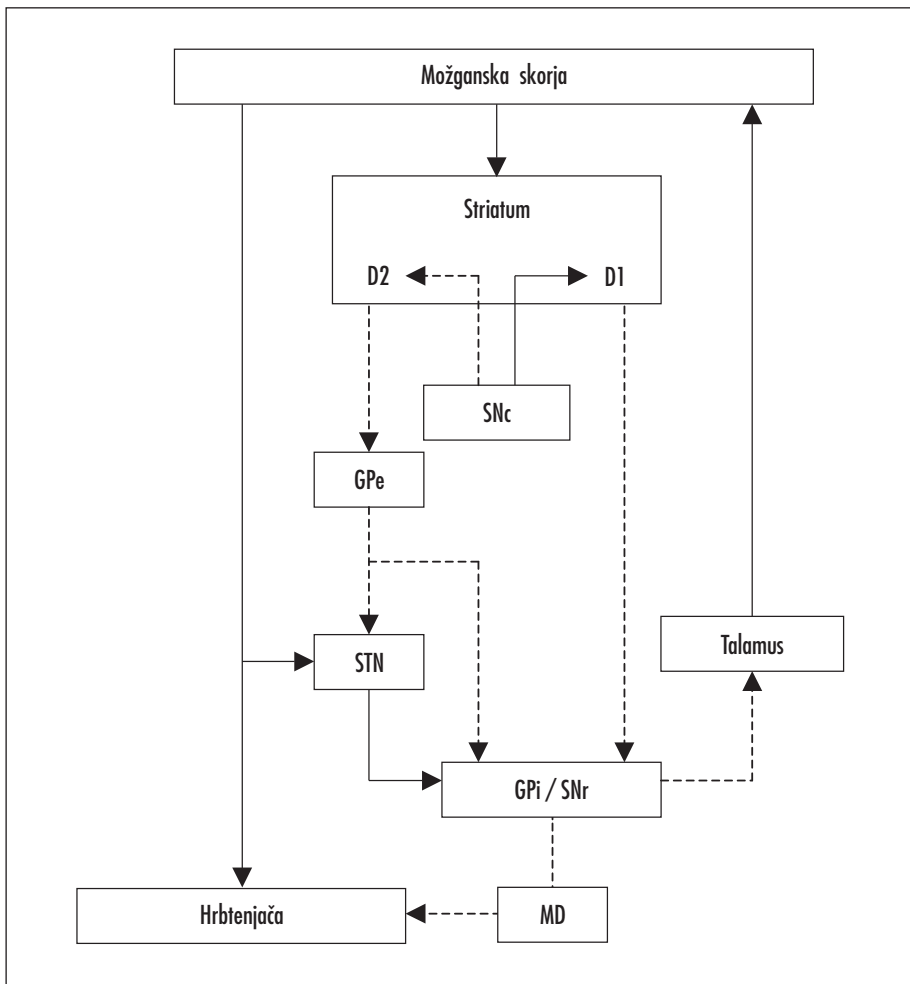 Možganska skorja
Striatum
D2 D1
SNc
GPe
STN
Talamus
GPi / SNr
Hrbtenjača
MD